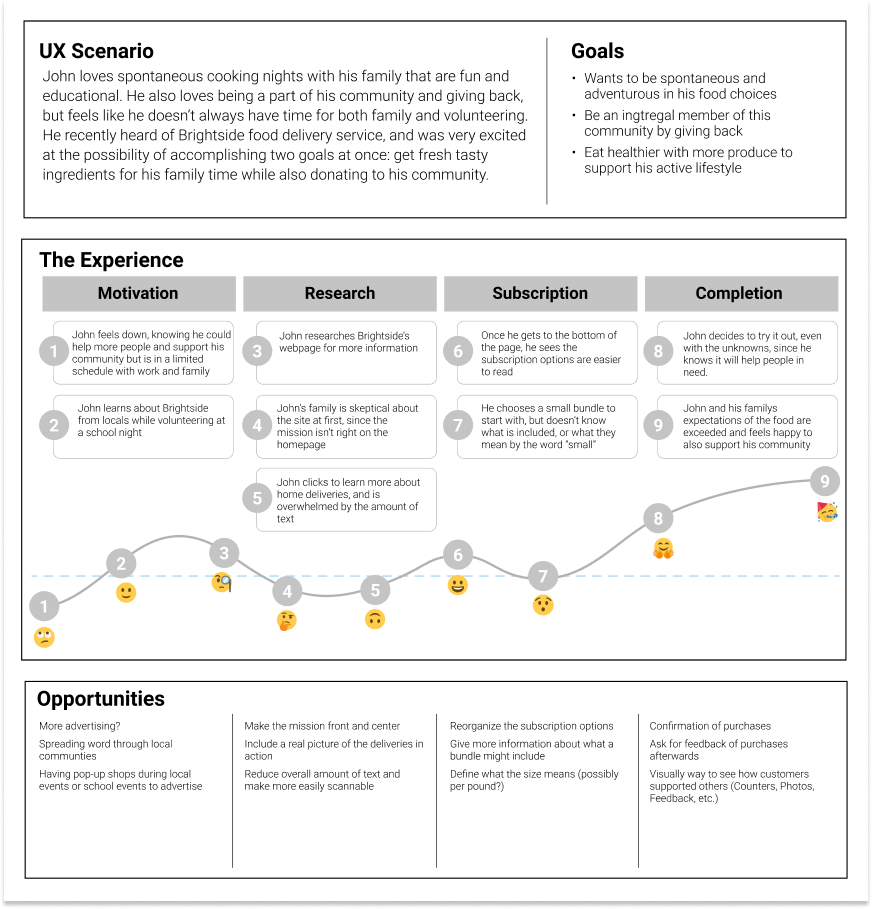 UX Scenario
John loves spontaneous cooking nights with his family that are fun and
educational. He also loves being a part of his community and giving back,
but feels like he doesn't always have time for both family and volunteering.
He recently heard of Brightside food delivery service, and was very excited
at the possibility of accomplishing two goals at once: get fresh tasty
ingredients for his family time while also donating to his community.
Goals
• Wants to be spontaneous and
adventurous in his food choices
• Be an ingtregal member of this
community by giving back
• Eat healthier with more produce to
support his active lifestyle
The Experience
Motivation
1
John feels down, knowing he could
help more people and support his
community but is in a limited
schedule with work and family
2
John learns about Brightside
from locals while volunteering at
a school night
Research
3
John researches Brightside's
webpage for more information
4
John's family is skeptical about
the site at first, since the
mission isn't right on the
homepage
5
John clicks to learn more about
home deliveries, and is
overwhelmed by the amount of
text
Subscription
6
Once he gets to the bottom of
the page, he sees the
subscription options are easier
to read
7
He chooses a small bundle to
start with, but doesn't know
what is included, or what they
mean by the word "small"
Completion
8
John decides to try it out, even
with the unknowns, since he
knows it will help people in
need.
9
John and his familys
expectations of the food are
exceeded and feels happy to
also support his community
1
2
3
4
5
6
7
8
9
Opportunities
More advertising?
Spreading word through local
communties
Having pop-up shops during local
events or school events to advertise
Make the mission front and center
Include a real picture of the deliveries in
action
Reduce overall amount of text and
make more easily scannable
Reorganize the subscription options
Give more information about what a
bundle might include
Define what the size means (possibly
per pound?)
Confirmation of purchases
Ask for feedback of purchases
afterwards
Visually way to see how customers
supported others (Counters, Photos,
Feedback, etc.)